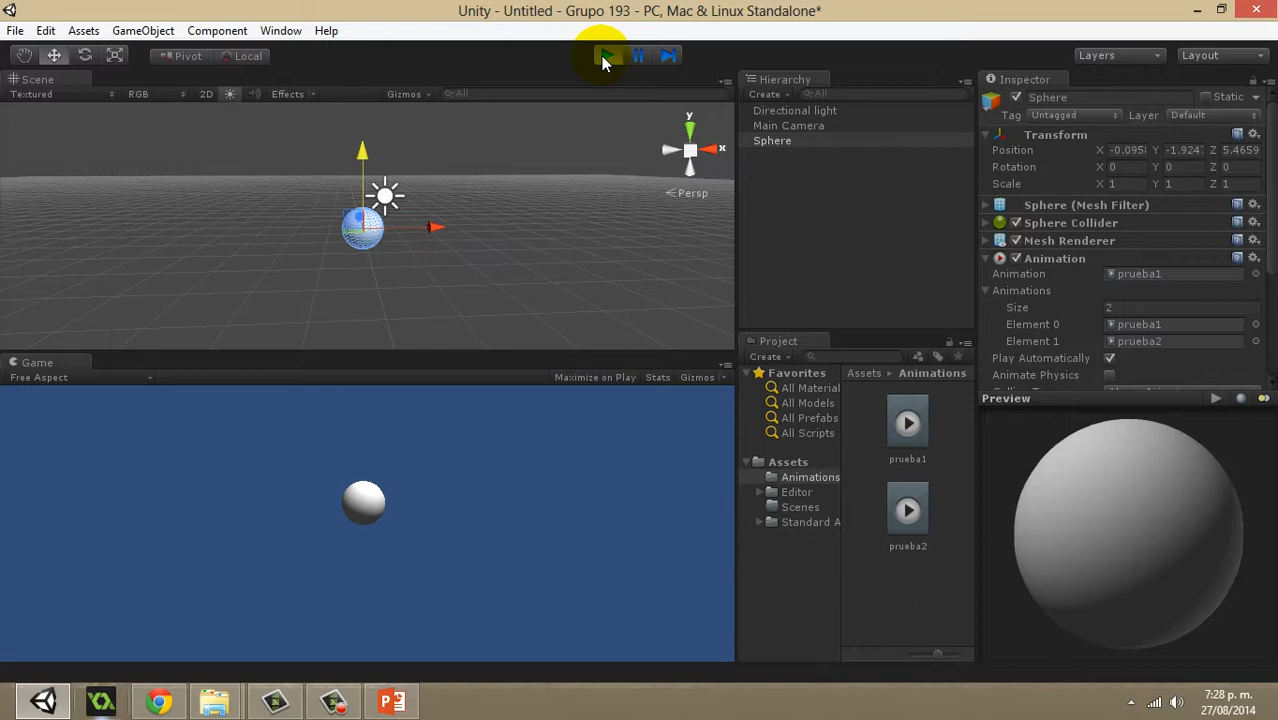 Unity - Untitled - Grupo 193 - PC, Mac & Linux Standalone*
File Edit Assets GameObject Component Window Help
Pivot Local Layers Layout
Scene
Textured RGB 2D Effects Gizmos All
y
x
Persp
Game
Free Aspect Maximize on Play Stats Gizmos
Hierarchy
Create All
Directional light
Main Camera
Sphere
Project
Create
Favorites
All Material
All Models
All Prefabs
All Scripts
Assets
Animations
Editor
Scenes
Standard A
Assets Animations
prueba1
prueba2
Inspector
Sphere Static
Tag Untagged Layer Default
Transform
Position X -0.095 Y -1.924 Z 5.4659
Rotation X 0 Y 0 Z 0
Scale X 1 Y 1 Z 1
Sphere (Mesh Filter)
Sphere Collider
Mesh Renderer
Animation
Animation prueba1
Animations
Size 2
Element 0 prueba1
Element 1 prueba2
Play Automatically
Animate Physics
Preview
7:28 p. m.
27/08/2014